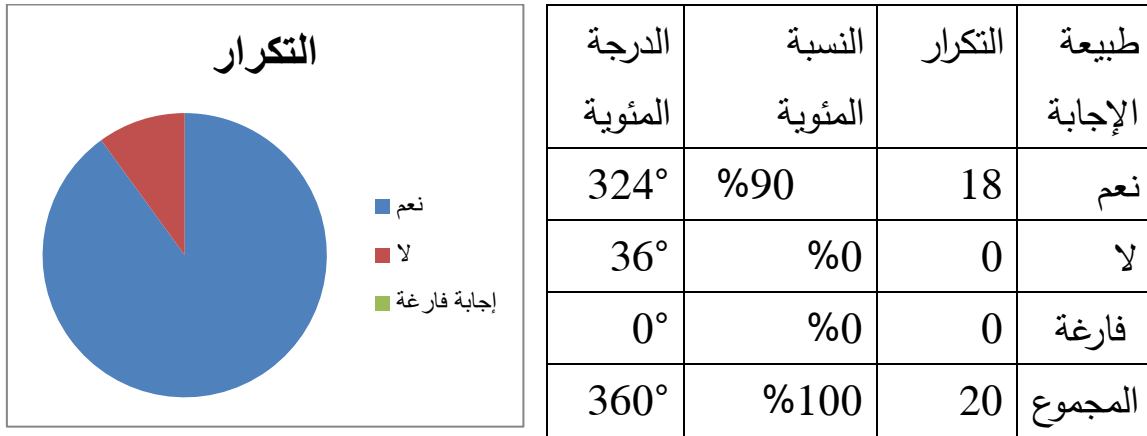 التكرار
نعم
لا
إجابة فارغة
طبيعة الإجابة التكرار النسبة المئوية الدرجة المئوية
نعم 18 %90 324°
لا 0 %0 36°
فارغة 0 %0 0°
المجموع 20 %100 360°